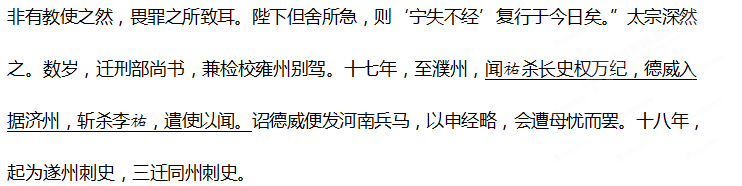 非有教使之然，畏罪之所致耳。陛下但舍所急，则‘宁失不经’复行于今日矣。”太宗深然
之。数岁，迁刑部尚书，兼检校雍州别驾。十七年，至濮州，闻祐杀长史权万纪，德威入
据济州，斩杀李祐，遣使以闻。诏德威便发河南兵马，以申经略，会遭母忧而罢。十八年，
起为遂州刺史，三迁同州刺史。